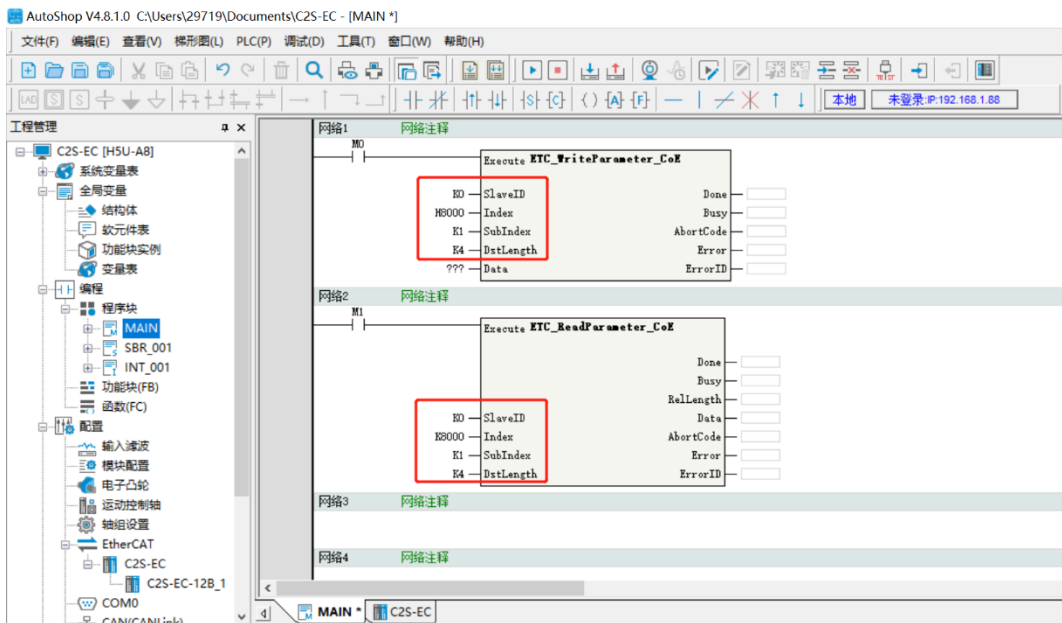 AutoShop V4.8.1.0 C:\Users\29719\Documents\C2S-EC - [MAIN *]
文件(F) 编辑(E) 查看(V) 梯形图(L) PLC(P) 调试(D) 工具(T) 窗口(W) 帮助(H)
LAD S S S C A F 本地 未登录:IP:192.168.1.88
工程管理
C2S-EC [H5U-A8]
系统变量表
全局变量
结构体
软元件表
功能块实例
变量表
编程
程序块
MAIN
SBR_001
INT_001
功能块(FB)
函数(FC)
配置
输入滤波
模块配置
电子凸轮
运动控制轴
轴组设置
EtherCAT
C2S-EC
C2S-EC-12B_1
COM0
CAN(CANLink)
网络1 网络注释
M0
Execute ETC_WriteParameter_CoE
K0 SlaveID Done
H8000 Index Busy
K1 SubIndex AbortCode
K4 DstLength Error
??? Data ErrorID
网络2 网络注释
M1
Execute ETC_ReadParameter_CoE
Done
Busy
RelLength
K0 SlaveID Data
K8000 Index AbortCode
K1 SubIndex Error
K4 DstLength ErrorID
网络3 网络注释
网络4 网络注释
MAIN * C2S-EC